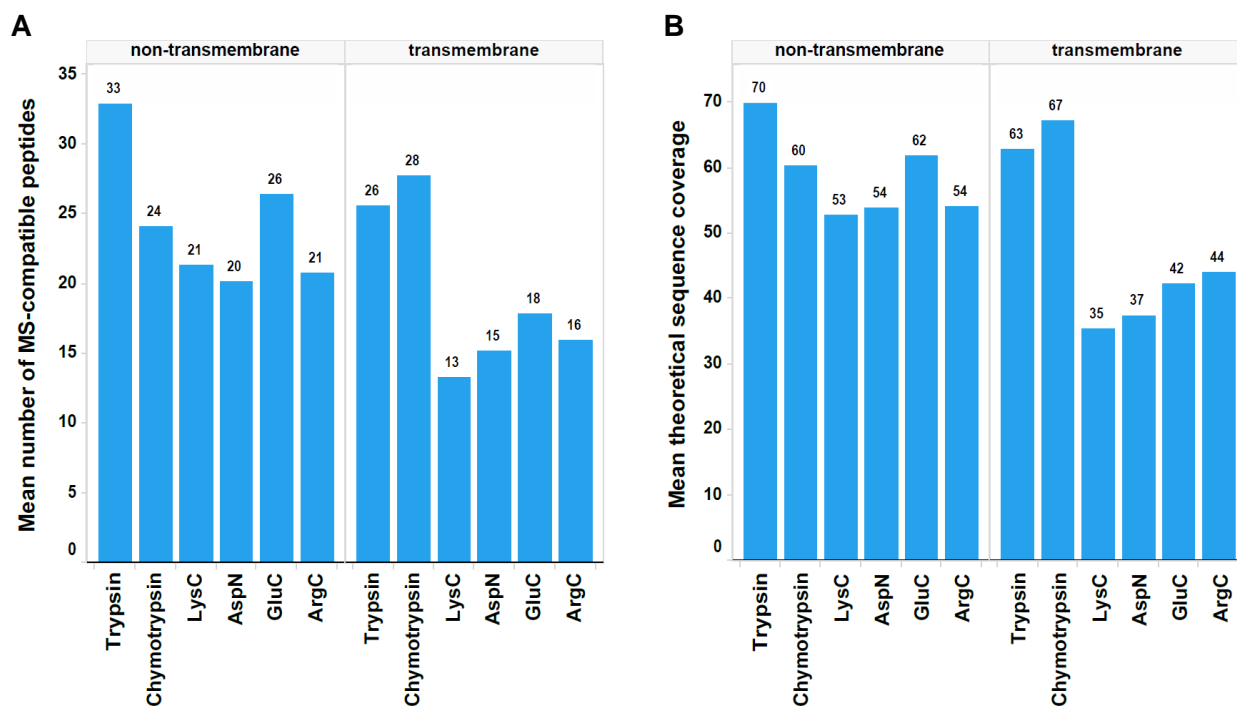 A
non-transmembrane
transmembrane
Mean number of MS-compatible peptides
35
30
25
20
15
10
5
0
33
24
21
20
26
21
26
28
13
15
18
16
Trypsin
Chymotrypsin
LysC
AspN
GluC
ArgC
Trypsin
Chymotrypsin
LysC
AspN
GluC
ArgC
B
non-transmembrane
transmembrane
Mean theoretical sequence coverage
70
60
50
40
30
20
10
0
70
60
53
54
62
54
63
67
35
37
42
44
Trypsin
Chymotrypsin
LysC
AspN
GluC
ArgC
Trypsin
Chymotrypsin
LysC
AspN
GluC
ArgC